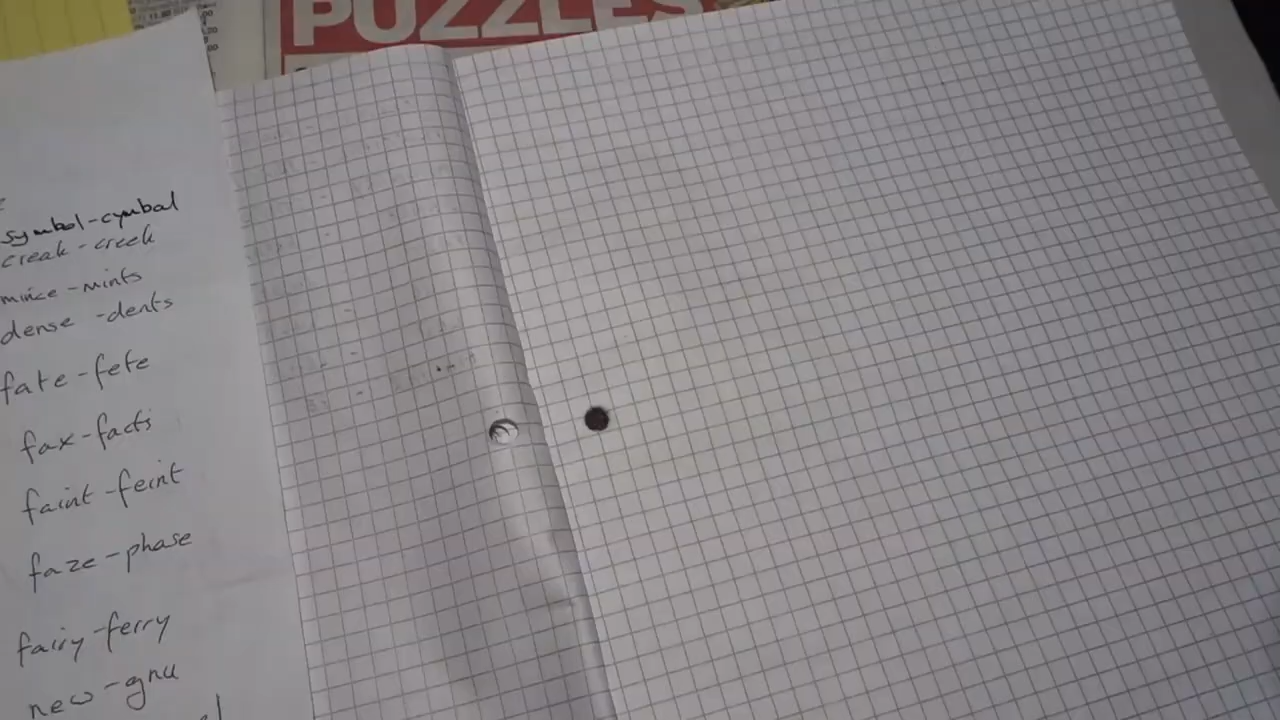 PUZZLES
symbol-cymbal
creak-creek
mince-mints
dense-dents
fate-fete
fax-facts
faint-feint
faze-phase
fairy-ferry
new-gnu